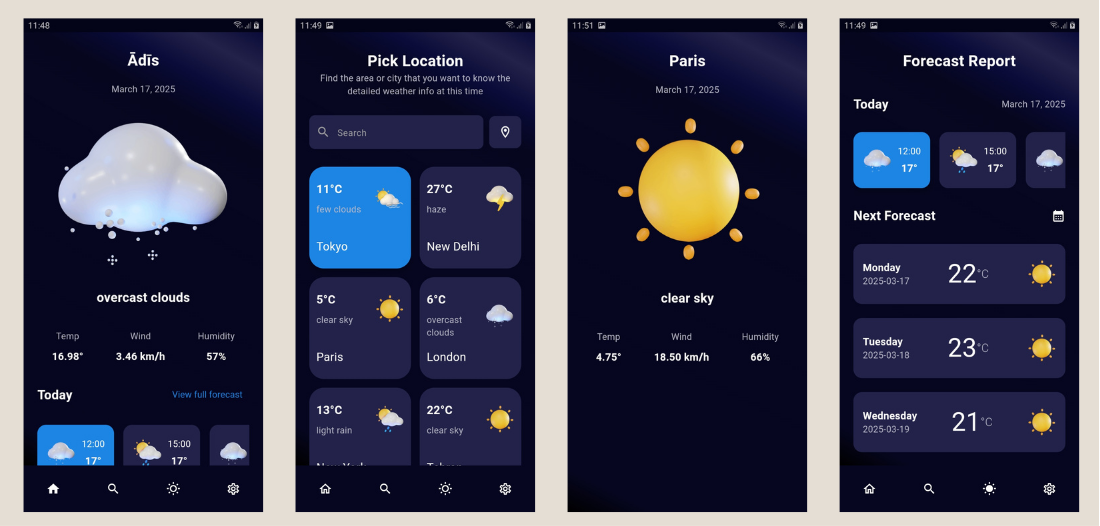 11:48
Ādīs
March 17, 2025
overcast clouds
Temp Wind Humidity
16.98° 3.46 km/h 57%
Today View full forecast
12:00 15:00
17° 17°
11:49
Pick Location
Find the area or city that you want to know the
detailed weather info at this time
Search
11°C 27°C
few clouds haze
Tokyo New Delhi
5°C 6°C
clear sky overcast
clouds
Paris London
13°C 22°C
light rain clear sky
New York Tehran
11:51
Paris
March 17, 2025
clear sky
Temp Wind Humidity
4.75° 18.50 km/h 66%
11:49
Forecast Report
Today March 17, 2025
12:00 15:00
17° 17°
Next Forecast
Monday
2025-03-17
22°C
Tuesday
2025-03-18
23°C
Wednesday
2025-03-19
21°C